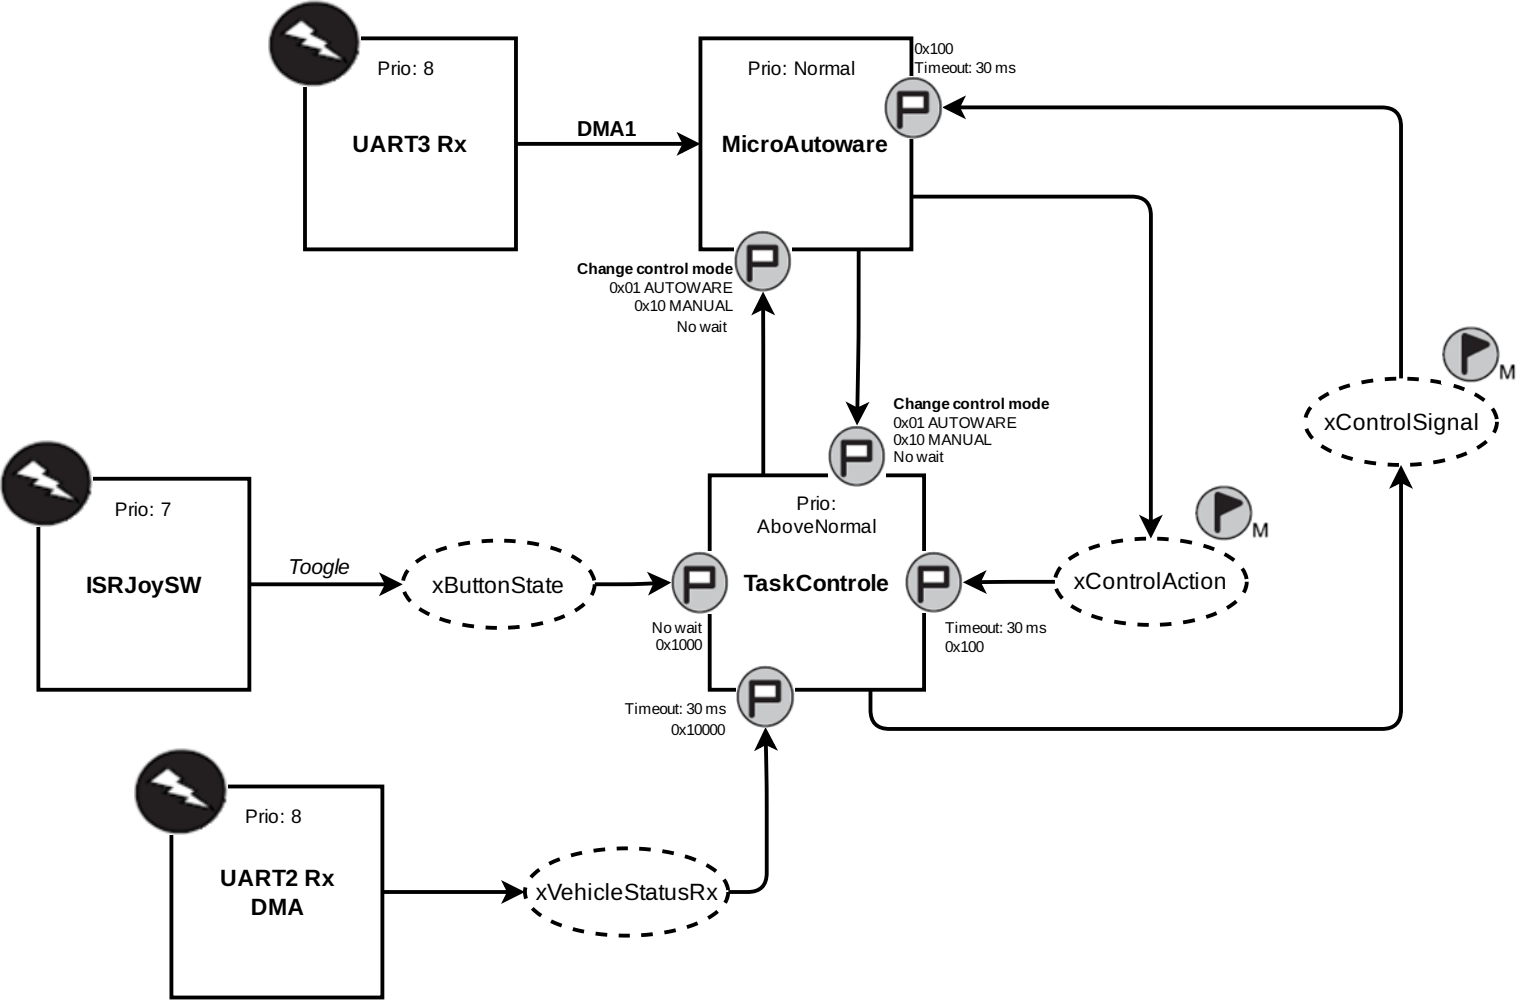 Prio: 8
UART3 Rx
DMA1
Prio: Normal
MicroAutoware
0x100
Timeout: 30 ms
Change control mode
0x01 AUTOWARE
0x10 MANUAL
No wait
Change control mode
0x01 AUTOWARE
0x10 MANUAL
No wait
M
xControlSignal
Prio: 7
ISRJoySW
Toogle
xButtonState
No wait
0x1000
Prio:
AboveNormal
TaskControle
M
xControlAction
Timeout: 30 ms
0x100
Timeout: 30 ms
0x10000
Prio: 8
UART2 Rx
DMA
xVehicleStatusRx